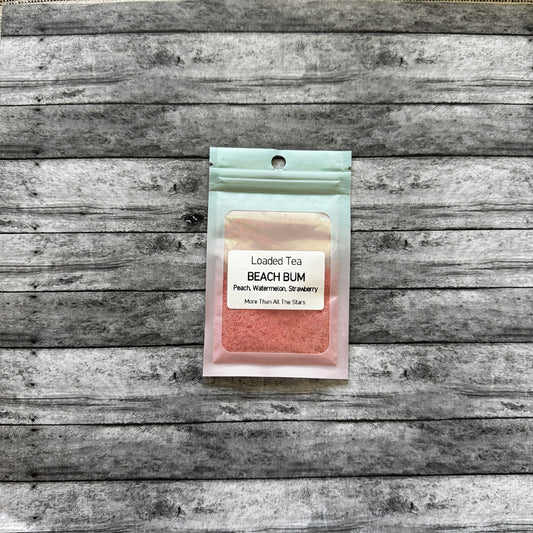 Loaded Tea
BEACH BUM
Peach, Watermelon, Strawberry
More Than All The Stars